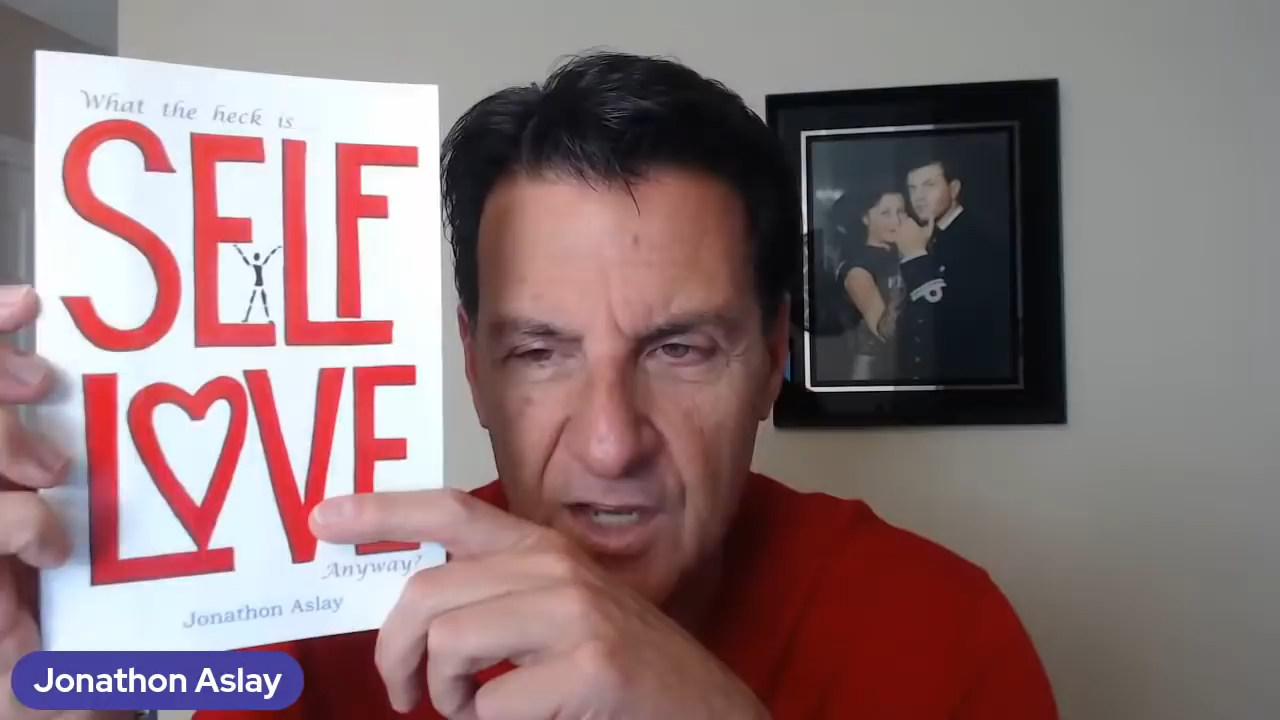 What the heck is...
SELF
LOVE
Anyway?
Jonathon Aslay
Jonathon Aslay